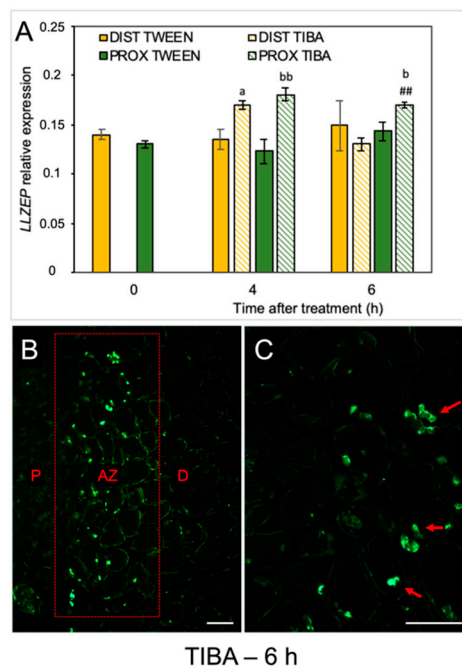 A
DIST TWEEN DIST TIBA
PROX TWEEN PROX TIBA
LLZEP relative expression
0.25
0.2
0.15
0.1
0.05
0
a
bb
b
##
0 4 6
Time after treatment (h)
B
C
P AZ D
TIBA – 6 h